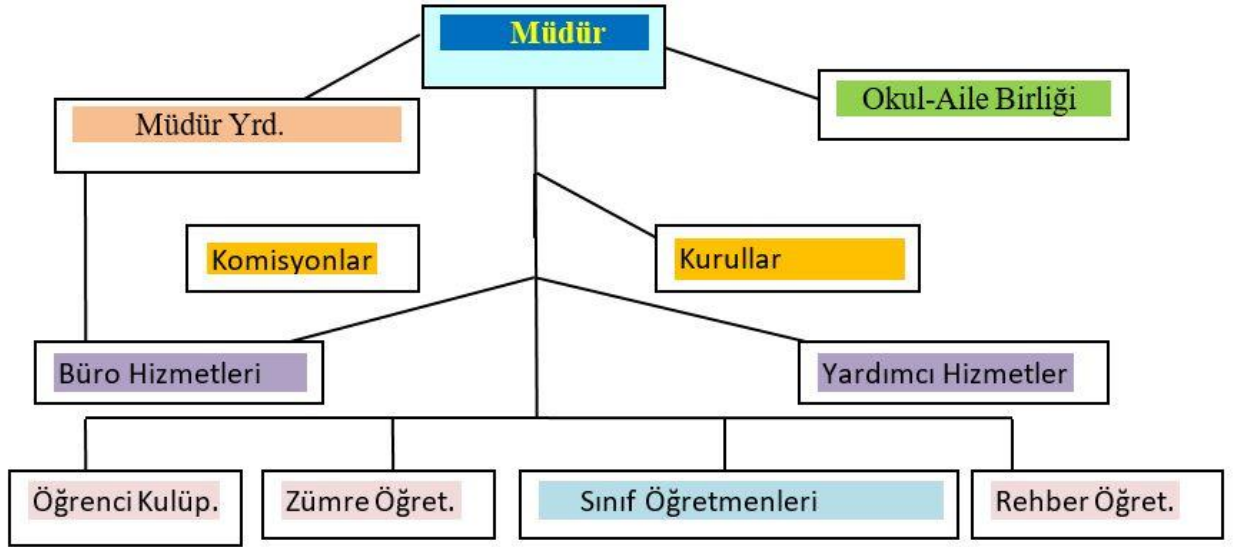 Müdür
Okul-Aile Birliği
Müdür Yrd.
Komisyonlar
Kurullar
Büro Hizmetleri
Yardımcı Hizmetler
Öğrenci Kulüp.
Zümre Öğret.
Sınıf Öğretmenleri
Rehber Öğret.